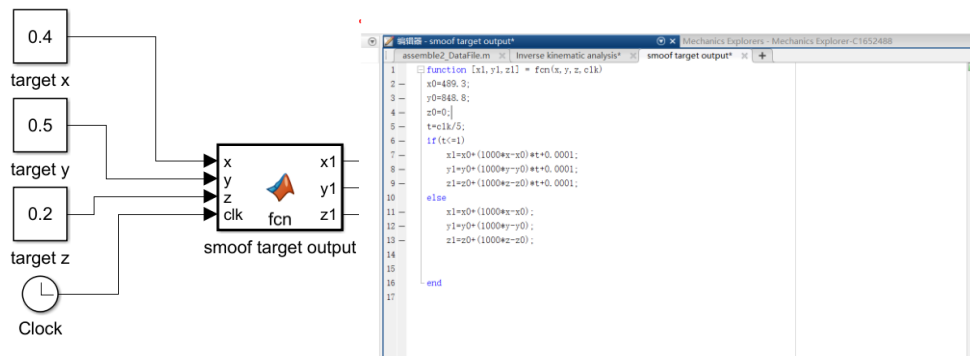 0.4
target x
0.5
target y
0.2
target z
Clock
x
y
z
clk
fcn
x1
y1
z1
smoof target output
编辑器 - smoof target output*
Mechanics Explorers - Mechanics Explorer-C1652488
assemble2_DataFile.m
Inverse kinematic analysis*
smoof target output*
1 function [x1,y1,z1] = fcn(x,y,z,clk)
2 x0=489.3;
3 y0=848.8;
4 z0=0;
5 t=clk/5;
6 if(t<=1)
7 x1=x0+(1000*x-x0)*t+0.0001;
8 y1=y0+(1000*y-y0)*t+0.0001;
9 z1=z0+(1000*z-z0)*t+0.0001;
10 else
11 x1=x0+(1000*x-x0);
12 y1=y0+(1000*y-y0);
13 z1=z0+(1000*z-z0);
14
15
16 end
17